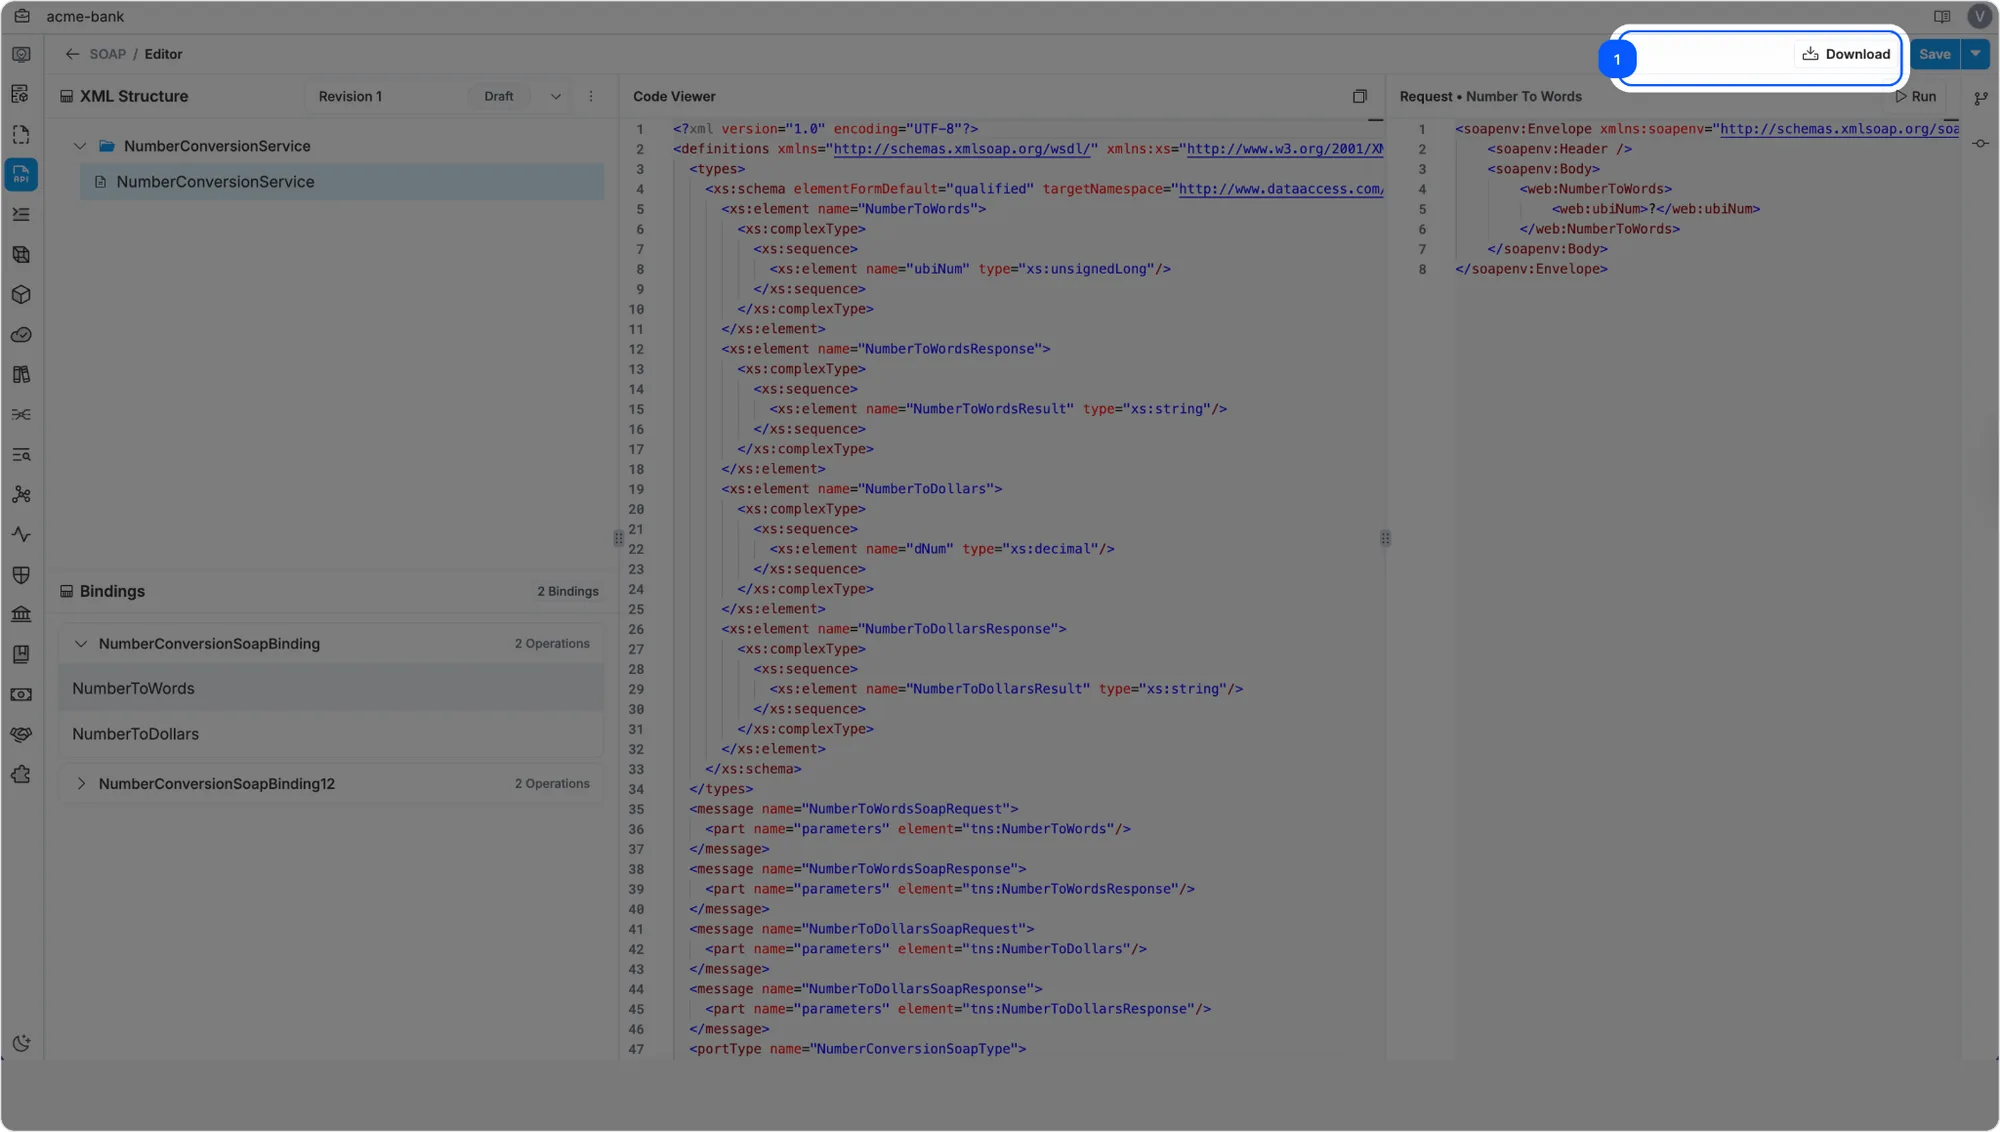 acme-bank
V
SOAP / Editor
1
Download
Save
XML Structure
Revision 1
Draft
NumberConversionService
NumberConversionService
Bindings
2 Bindings
NumberConversionSoapBinding
2 Operations
NumberToWords
NumberToDollars
NumberConversionSoapBinding12
2 Operations
API
Code Viewer
1 <?xml version="1.0" encoding="UTF-8"?>
2 <definitions xmlns="http://schemas.xmlsoap.org/wsdl/" xmlns:xs="http://www.w3.org/2001/XM
3 <types>
4 <xs:schema elementFormDefault="qualified" targetNamespace="http://www.dataaccess.com/
5 <xs:element name="NumberToWords">
6 <xs:complexType>
7 <xs:sequence>
8 <xs:element name="ubiNum" type="xs:unsignedLong"/>
9 </xs:sequence>
10 </xs:complexType>
11 </xs:element>
12 <xs:element name="NumberToWordsResponse">
13 <xs:complexType>
14 <xs:sequence>
15 <xs:element name="NumberToWordsResult" type="xs:string"/>
16 </xs:sequence>
17 </xs:complexType>
18 </xs:element>
19 <xs:element name="NumberToDollars">
20 <xs:complexType>
21 <xs:sequence>
22 <xs:element name="dNum" type="xs:decimal"/>
23 </xs:sequence>
24 </xs:complexType>
25 </xs:element>
26 <xs:element name="NumberToDollarsResponse">
27 <xs:complexType>
28 <xs:sequence>
29 <xs:element name="NumberToDollarsResult" type="xs:string"/>
30 </xs:sequence>
31 </xs:complexType>
32 </xs:element>
33 </xs:schema>
34 </types>
35 <message name="NumberToWordsSoapRequest">
36 <part name="parameters" element="tns:NumberToWords"/>
37 </message>
38 <message name="NumberToWordsSoapResponse">
39 <part name="parameters" element="tns:NumberToWordsResponse"/>
40 </message>
41 <message name="NumberToDollarsSoapRequest">
42 <part name="parameters" element="tns:NumberToDollars"/>
43 </message>
44 <message name="NumberToDollarsSoapResponse">
45 <part name="parameters" element="tns:NumberToDollarsResponse"/>
46 </message>
47 <portType name="NumberConversionSoapType">
Request • Number To Words
Run
1 <soapenv:Envelope xmlns:soapenv="http://schemas.xmlsoap.org/soa
2 <soapenv:Header />
3 <soapenv:Body>
4 <web:NumberToWords>
5 <web:ubiNum>?</web:ubiNum>
6 </web:NumberToWords>
7 </soapenv:Body>
8 </soapenv:Envelope>